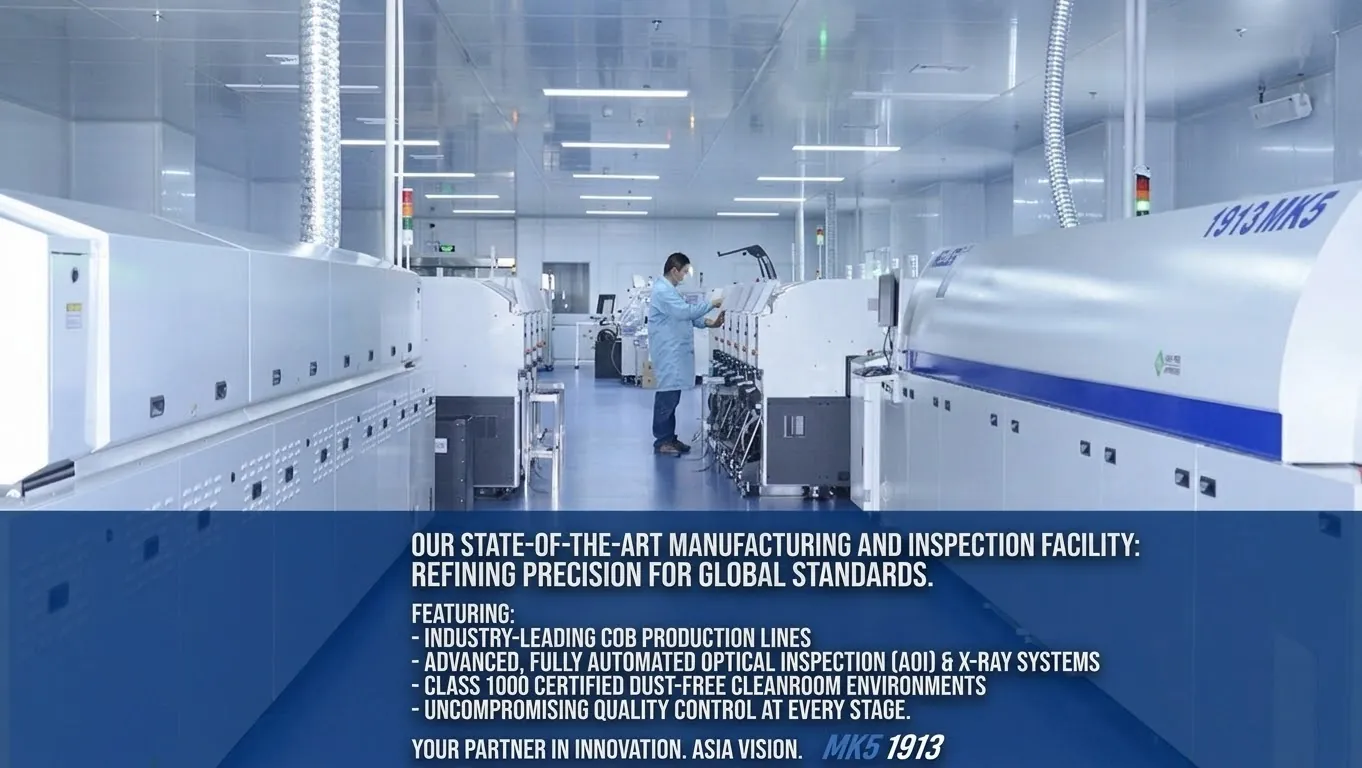 1913MK5
OUR STATE-OF-THE-ART MANUFACTURING AND INSPECTION FACILITY:
REFINING PRECISION FOR GLOBAL STANDARDS.
FEATURING:
- INDUSTRY-LEADING COB PRODUCTION LINES
- ADVANCED, FULLY AUTOMATED OPTICAL INSPECTION (AOI) & X-RAY SYSTEMS
- CLASS 1000 CERTIFIED DUST-FREE CLEANROOM ENVIRONMENTS
- UNCOMPROMISING QUALITY CONTROL AT EVERY STAGE.
YOUR PARTNER IN INNOVATION. ASIA VISION. MK5 1913